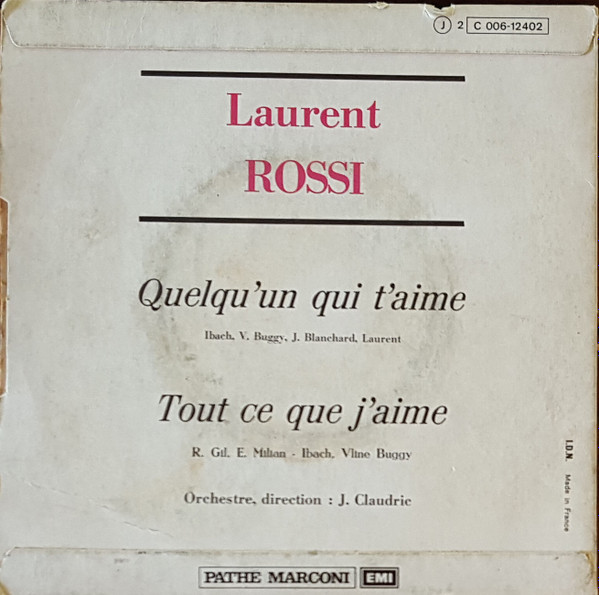 J 2 C 006-12402
Laurent
ROSSI
Quelqu'un qui t'aime
Ibach, V. Buggy, J. Blanchard, Laurent
Tout ce que j'aime
R. Gil, E. Milian - Ibach, Vline Buggy
Orchestre, direction : J. Claudric
I.D.N. Made in France
PATHE MARCONI EMI